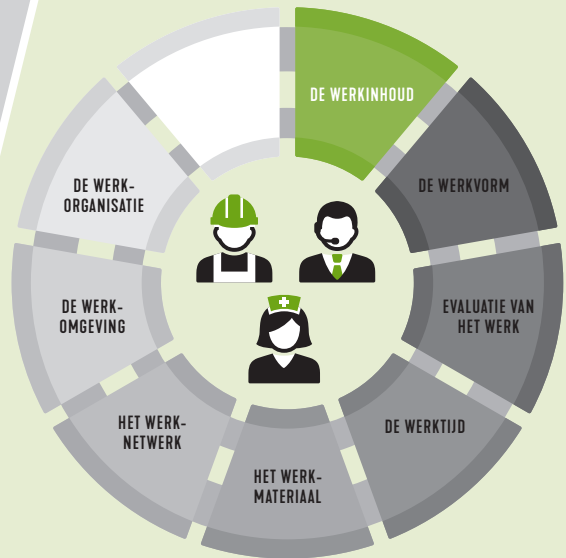 DE WERKINHOUD
DE WERKVORM
EVALUATIE VAN
HET WERK
DE WERKTIJD
HET WERK-
MATERIAAL
HET WERK-
NETWERK
DE WERK-
OMGEVING
DE WERK-
ORGANISATIE